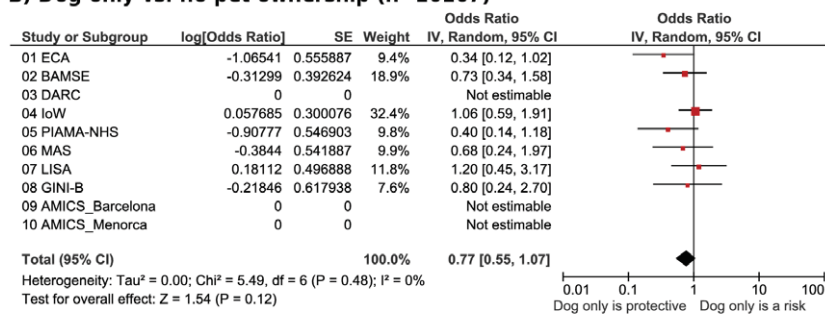 B) Dog only vs. no pet ownership
Odds Ratio Odds Ratio
Study or Subgroup log[Odds Ratio] SE Weight IV, Random, 95% CI IV, Random, 95% CI
01 ECA -1.06541 0.555887 9.4% 0.34 [0.12, 1.02]
02 BAMSE -0.31299 0.392624 18.9% 0.73 [0.34, 1.58]
03 DARC 0 0 Not estimable
04 IoW 0.057685 0.300076 32.4% 1.06 [0.59, 1.91]
05 PIAMA-NHS -0.90777 0.546903 9.8% 0.40 [0.14, 1.18]
06 MAS -0.3844 0.541887 9.9% 0.68 [0.24, 1.97]
07 LISA 0.18112 0.496888 11.8% 1.20 [0.45, 3.17]
08 GINI-B -0.21846 0.617938 7.6% 0.80 [0.24, 2.70]
09 AMICS_Barcelona 0 0 Not estimable
10 AMICS_Menorca 0 0 Not estimable
Total (95% CI) 100.0% 0.77 [0.55, 1.07]
Heterogeneity: Tau² = 0.00; Chi² = 5.49, df = 6 (P = 0.48); I² = 0%
Test for overall effect: Z = 1.54 (P = 0.12)
0.01 0.1 1 10 100
Dog only is protective Dog only is a risk